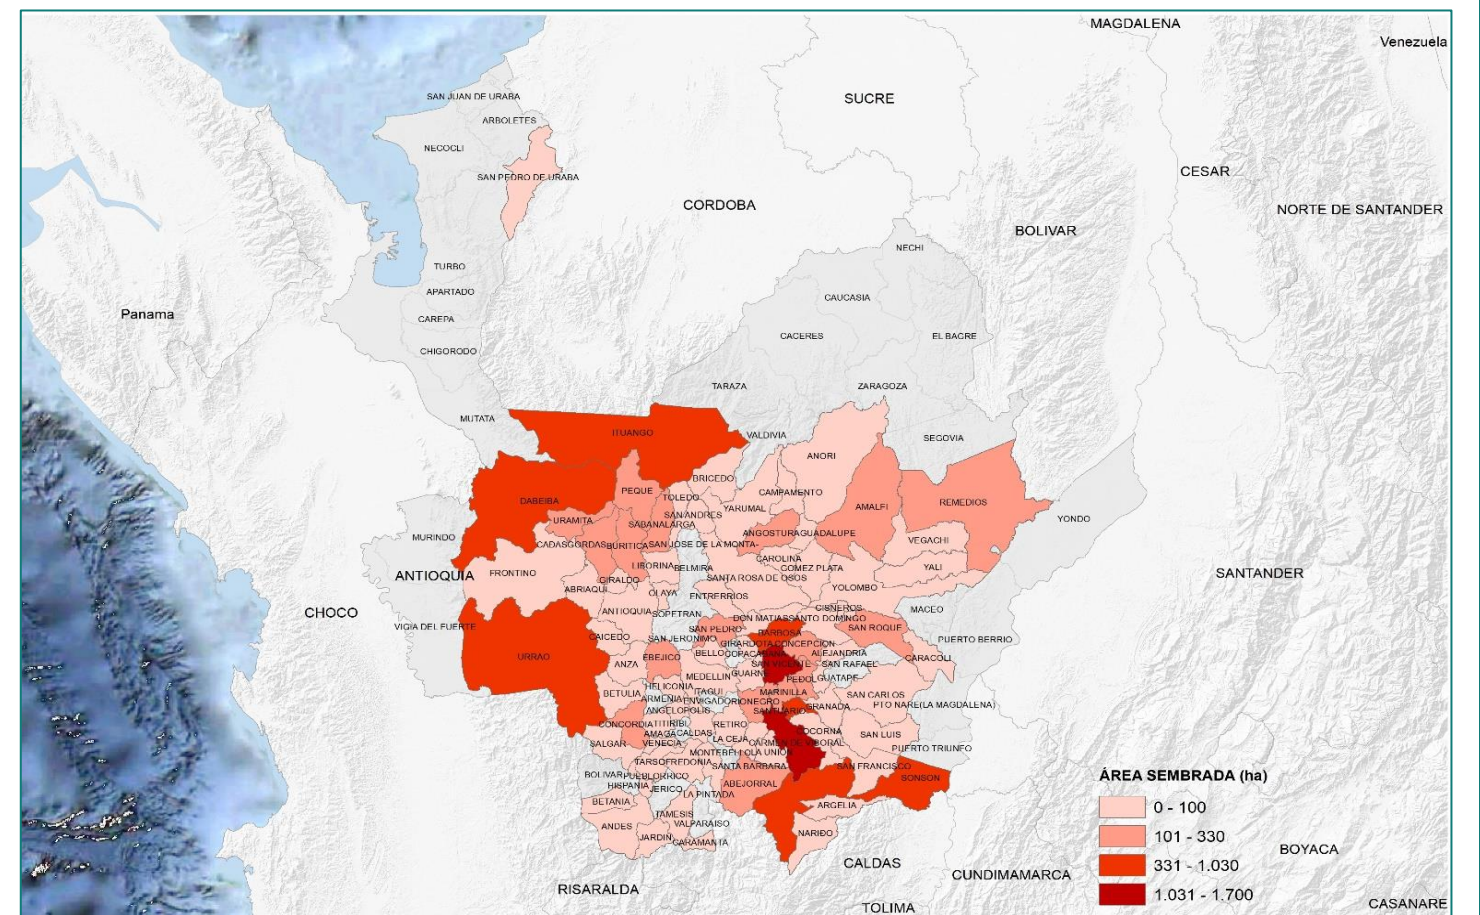 MAGDALENA
Venezuela
SAN JUAN DE URABA
SUCRE
ARBOLETES
NECOCLI
CESAR
SAN PEDRO DE URABA
CORDOBA
NORTE DE SANTANDER
BOLIVAR
NECHI
TURBO
APARTADO
CAUCASIA
Panama
CAREPA
CACERES
EL BAGRE
CHIGORODO
TARAZA
ZARAGOZA
MUTATA
ITUANGO
VALDIVIA
SEGOVIA
ANORI
BRICEDO
PEQUE
TOLEDO
CAMPAMENTO
DABEIBA
REMEDIOS
YARUMAL
AMALFI
SAN ANDRES
URAMITA
SABANALARGA
YONDO
ANGOSTURA
GUADALUPE
MURINDO
VEGACHI
CADASGORDAS
BURITICA
SAN JOSE DE LA MONTA-
CAROLINA
LIBORINA
BELMIRA
GOMEZ PLATA
YALI
FRONTINO
ANTIOQUIA
SANTA ROSA DE OSOS
SANTANDER
GIRALDO
ABRIAQUI
YOLOMBO
OLAYA
ENTRERRIOS
CHOCO
ANTIOQUIA
SOPETRAN
CISNEROS
MACEO
DON MATIAS
SANTO DOMINGO
VIGIA DEL FUERTE
SAN PEDRO
BARBOSA
SAN ROQUE
CAICEDO
SAN JERONIMO
PUERTO BERRIO
GIRARDOTA
CONCEPCION
BELLO
COPACABANA
ALEJANDRIA
URRAO
EBEJICO
CARACOLI
ANZA
SAN VICENTE
SAN RAFAEL
MEDELLIN
GUARNE
PEDOL
GUATAPE
HELICONIA
BETULIA
ITAGUI
MARINILLA
SAN CARLOS
ARMENIA
ENVIGADO
RIONEGRO
PTO NARE(LA MAGDALENA)
ANGELOPOLIS
SANTUARIO
GRANADA
CONCORDIA
TITIRIBI
RETIRO
AMAGA
CALDAS
COCORNA
SAN LUIS
SALGAR
VENECIA
LA CEJA
CARMEN DE VIBORAL
PUERTO TRIUNFO
MONTEBELLO
LA UNION
TARSO
FREDONIA
SANTA BARBARA
SAN FRANCISCO
BOLIVAR
PUEBLORRICO
SONSON
ÁREA SEMBRADA (ha)
HISPANIA
JERICO
ABEJORRAL
LA PINTADA
BETANIA
ARGELIA
0 - 100
TAMESIS
ANDES
VALPARAISO
JARDIN
CARAMANTA
NARIDO
101 - 330
BOYACA
CALDAS
331 - 1.030
CUNDIMAMARCA
RISARALDA
1.031 - 1.700
TOLIMA
CASANARE